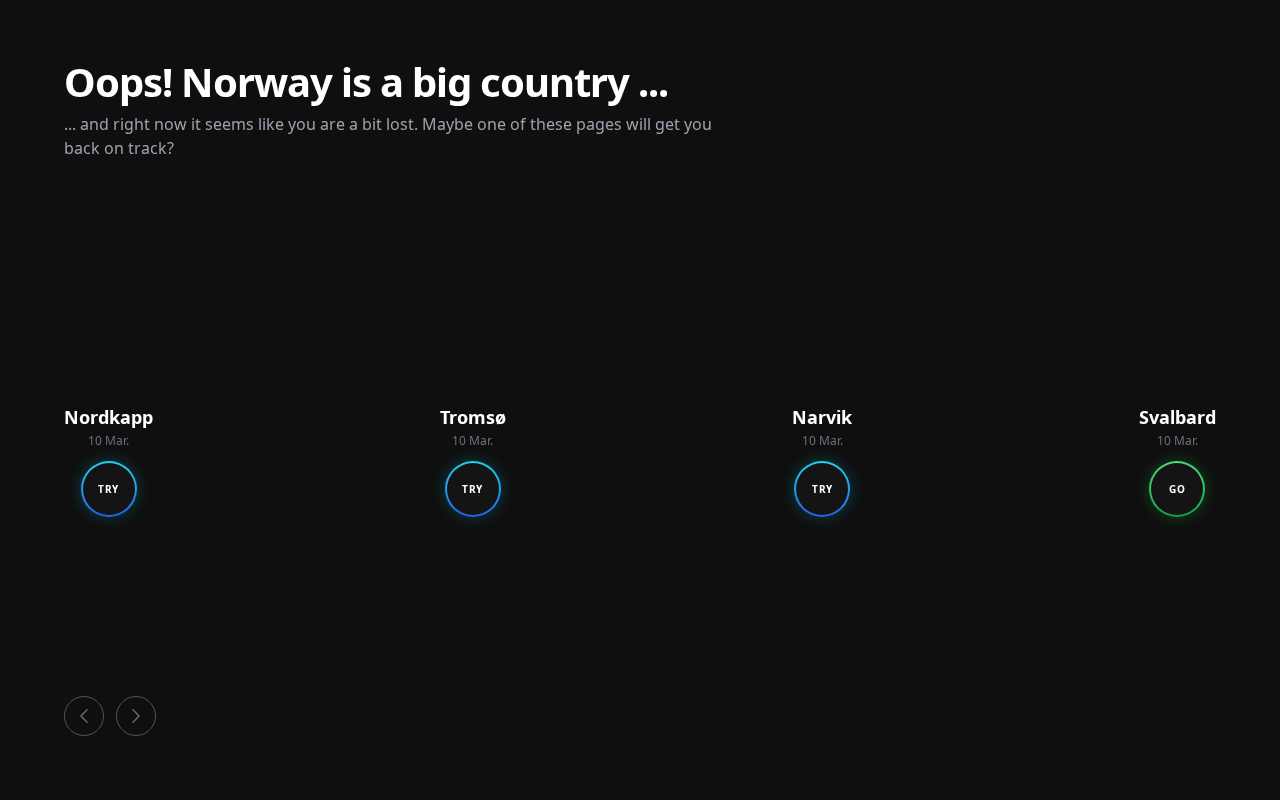 Oops! Norway is a big country ...
... and right now it seems like you are a bit lost. Maybe one of these pages will get you
back on track?
Nordkapp
10 Mar.
TRY
Tromsø
10 Mar.
TRY
Narvik
10 Mar.
TRY
Svalbard
10 Mar.
GO